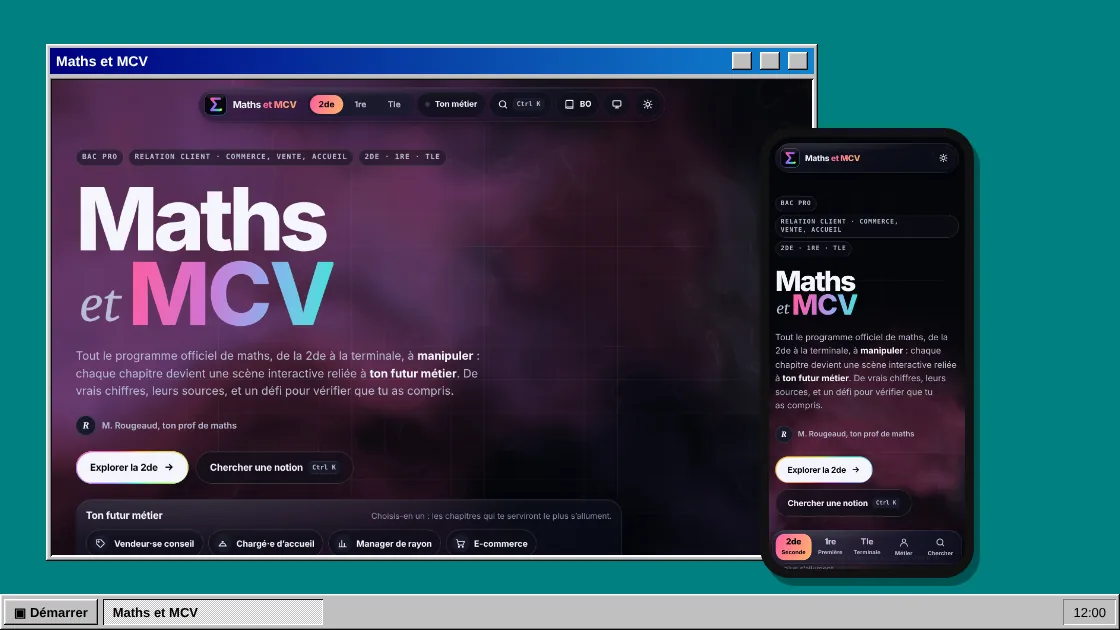 Maths et MCV
Maths et MCV 2de 1re Tle Ton métier Ctrl K BO
BAC PRO RELATION CLIENT · COMMERCE, VENTE, ACCUEIL 2DE · 1RE · TLE
Maths
et MCV
Tout le programme officiel de maths, de la 2de à la terminale, à manipuler :
chaque chapitre devient une scène interactive reliée à ton futur métier. De
vrais chiffres, leurs sources, et un défi pour vérifier que tu as compris.
R M. Rougeaud, ton prof de maths
Explorer la 2de → Chercher une notion Ctrl K
Ton futur métier Choisis-en un : les chapitres qui te serviront le plus s'allument.
Vendeur·se conseil Chargé·e d'accueil Manager de rayon E-commerce
Maths et MCV
BAC PRO
RELATION CLIENT · COMMERCE,
VENTE, ACCUEIL
2DE · 1RE · TLE
Maths
et MCV
Tout le programme officiel de maths, de la
2de à la terminale, à manipuler : chaque
chapitre devient une scène interactive reliée
à ton futur métier. De vrais chiffres, leurs
sources, et un défi pour vérifier que tu
as compris.
R M. Rougeaud, ton prof de maths
Explorer la 2de →
Chercher une notion Ctrl K
2de 1re Tle
Seconde Première Terminale Métier Chercher
plus s'allument.
Démarrer Maths et MCV 12:00